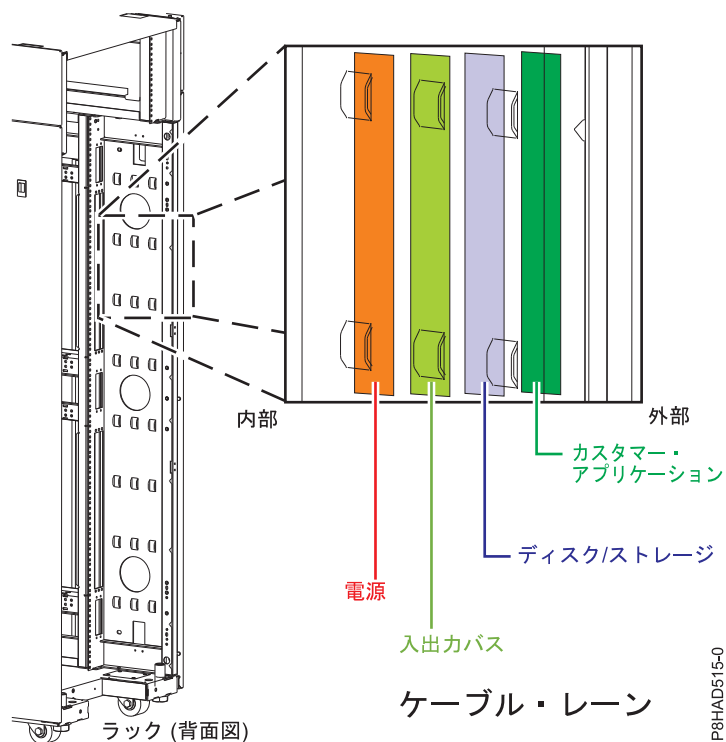 内部
外部
カスタマー・
アプリケーション
ディスク/ストレージ
電源
入出力バス
ケーブル・レーン
ラック (背面図)
P8HAD515-0